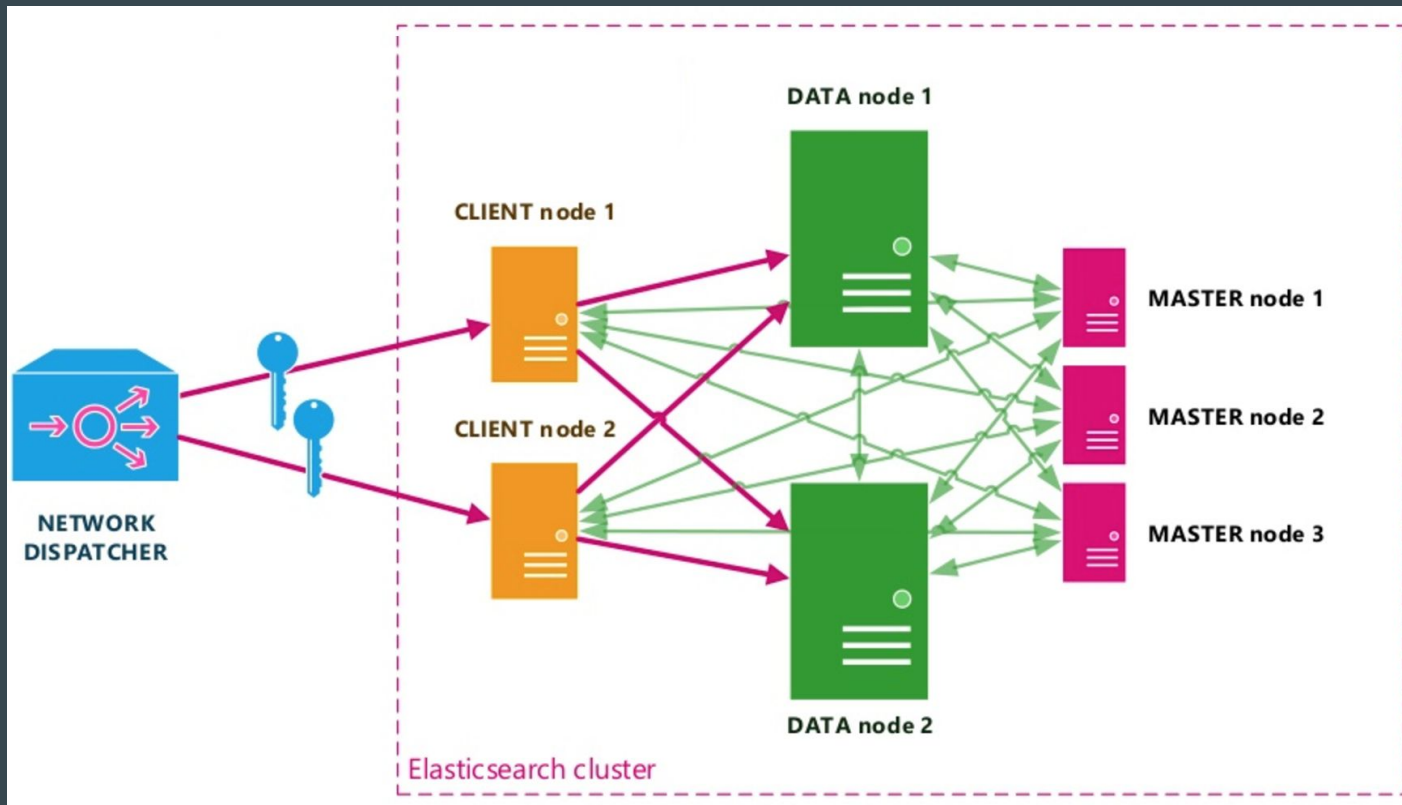 DATA node 1
CLIENT node 1
MASTER node 1
MASTER node 2
CLIENT node 2
NETWORK
DISPATCHER
MASTER node 3
DATA node 2
Elasticsearch cluster